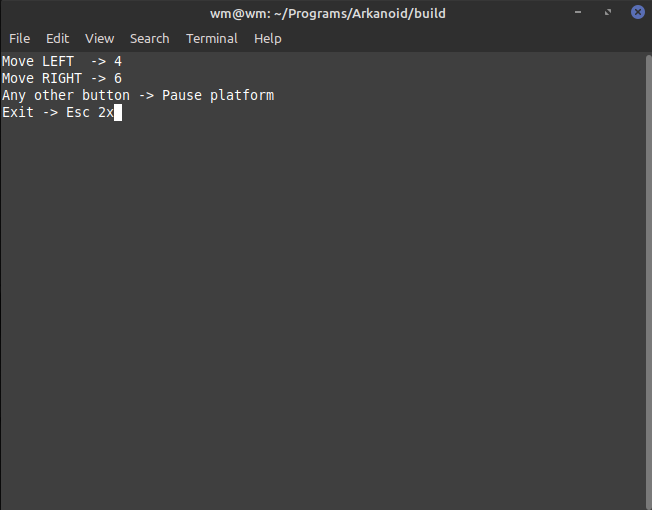 wm@wm: ~/Programs/Arkanoid/build
File Edit View Search Terminal Help
Move LEFT  -> 4
Move RIGHT -> 6
Any other button -> Pause platform
Exit -> Esc 2x